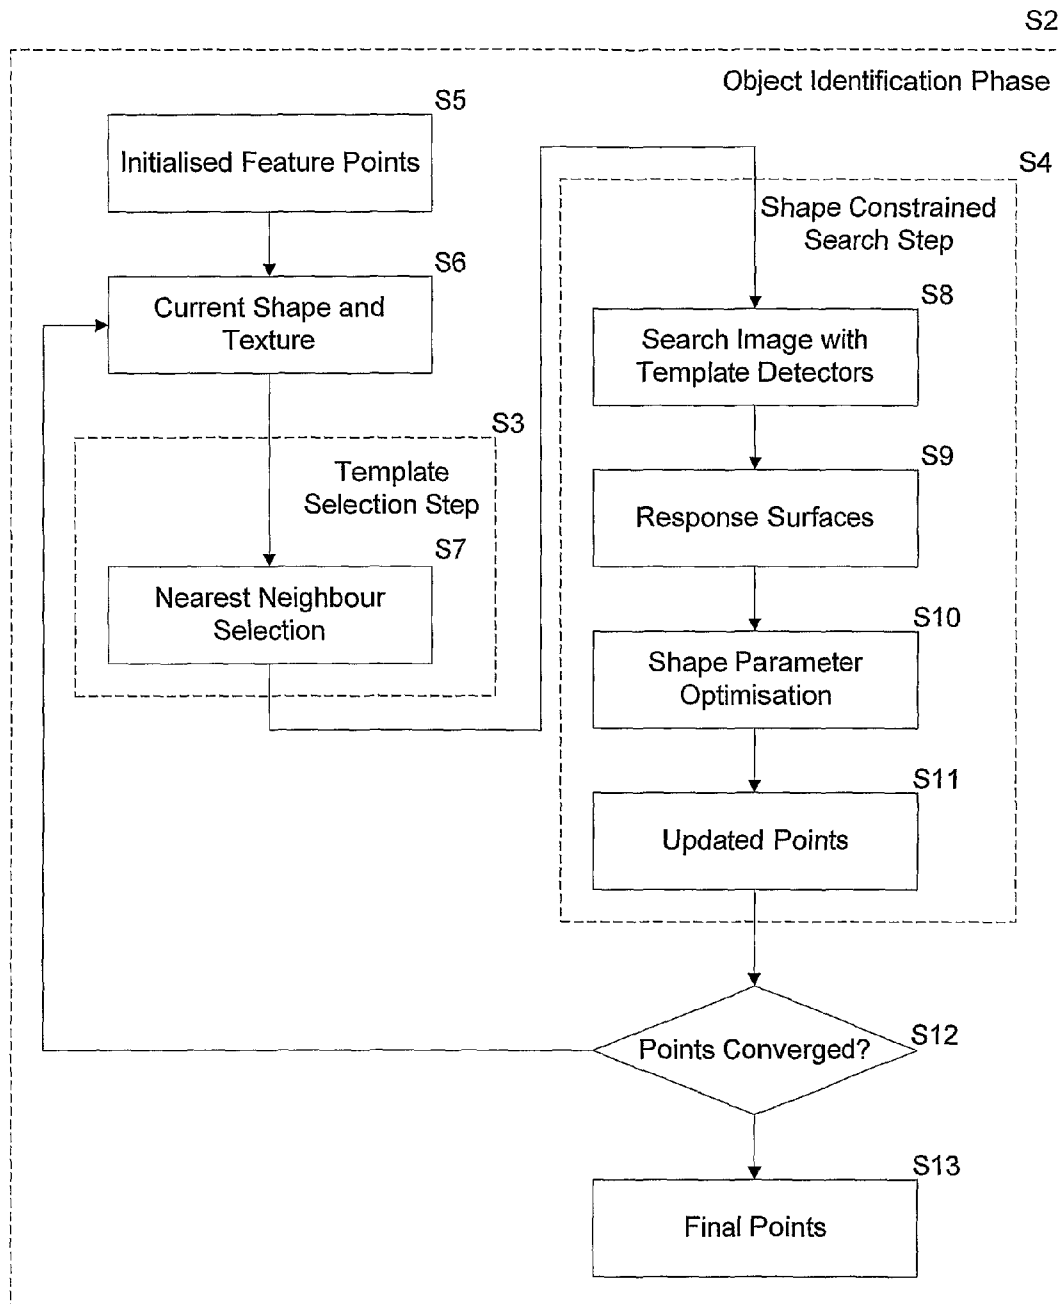 S2
Object Identification Phase
S5
Initialised Feature Points
S6
Current Shape and
Texture
S3
Template
Selection Step
S7
Nearest Neighbour
Selection
S4
Shape Constrained
Search Step
S8
Search Image with
Template Detectors
S9
Response Surfaces
S10
Shape Parameter
Optimisation
S11
Updated Points
S12
Points Converged?
S13
Final Points